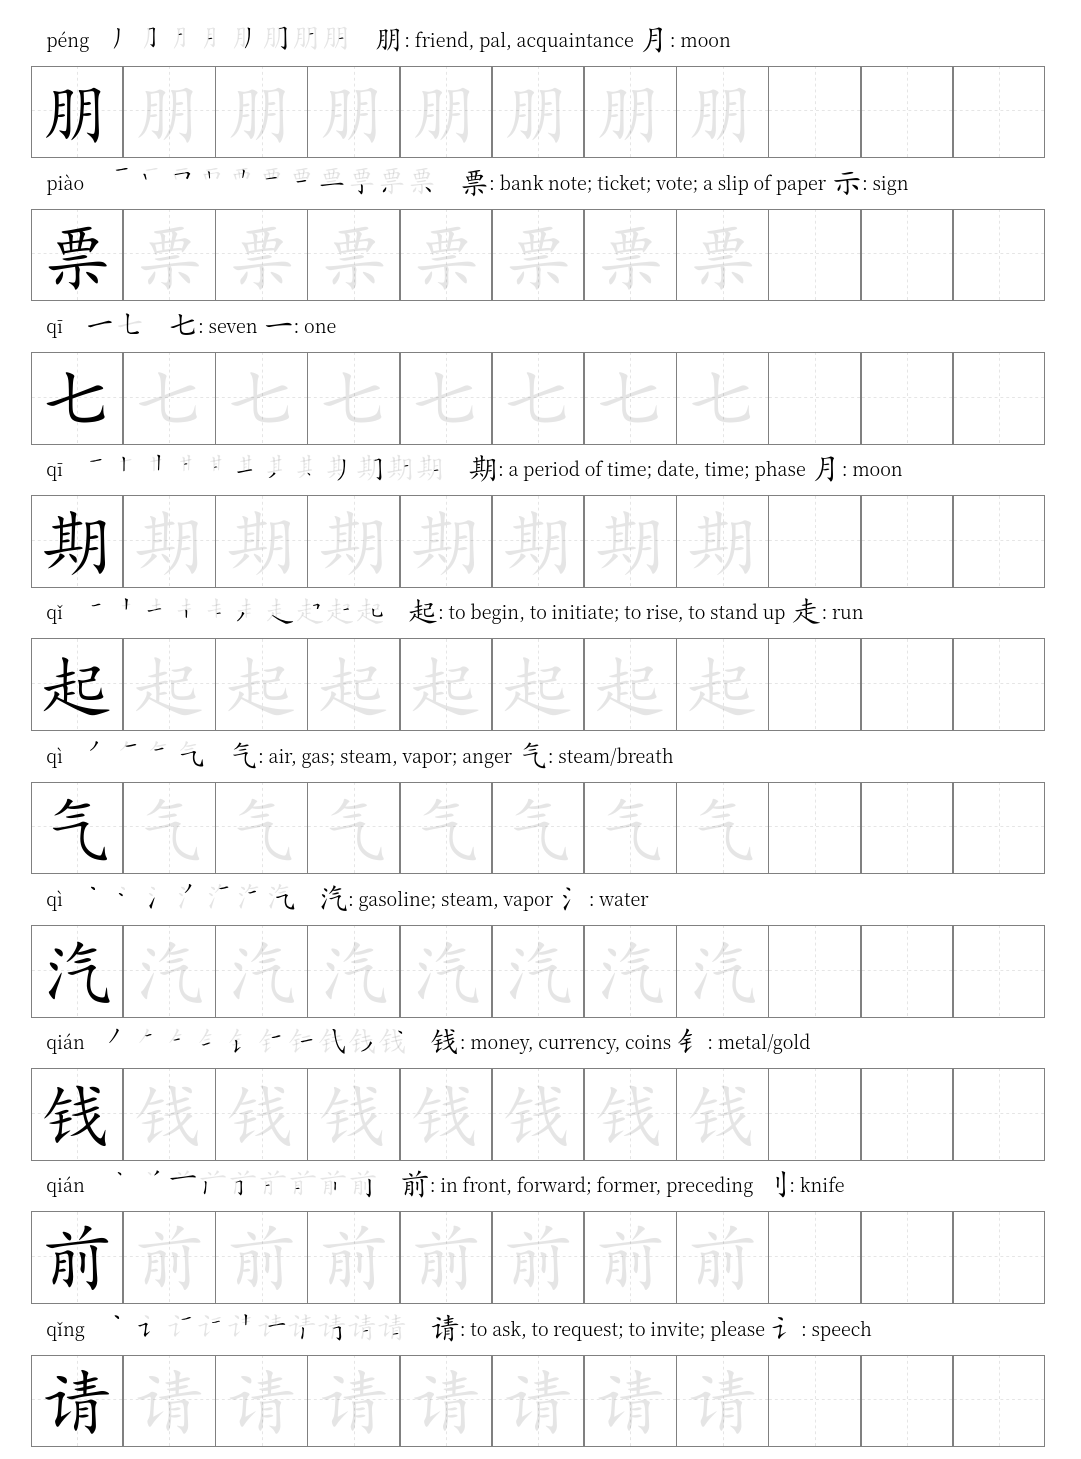 péng 朋: friend, pal, acquaintance 月: moon
朋 朋 朋 朋 朋 朋 朋 朋
piào 票: bank note; ticket; vote; a slip of paper 示: sign
票 票 票 票 票 票 票 票
qī 七: seven 一: one
七 七 七 七 七 七 七 七
qī 期: a period of time; date, time; phase 月: moon
期 期 期 期 期 期 期 期
qǐ 起: to begin, to initiate; to rise, to stand up 走: run
起 起 起 起 起 起 起 起
qì 气: air, gas; steam, vapor; anger 气: steam/breath
气 气 气 气 气 气 气 气
qì 汽: gasoline; steam, vapor 氵: water
汽 汽 汽 汽 汽 汽 汽 汽
qián 钱: money, currency, coins 钅: metal/gold
钱 钱 钱 钱 钱 钱 钱 钱
qián 前: in front, forward; former, preceding 刂: knife
前 前 前 前 前 前 前 前
qǐng 请: to ask, to request; to invite; please 讠: speech
请 请 请 请 请 请 请 请